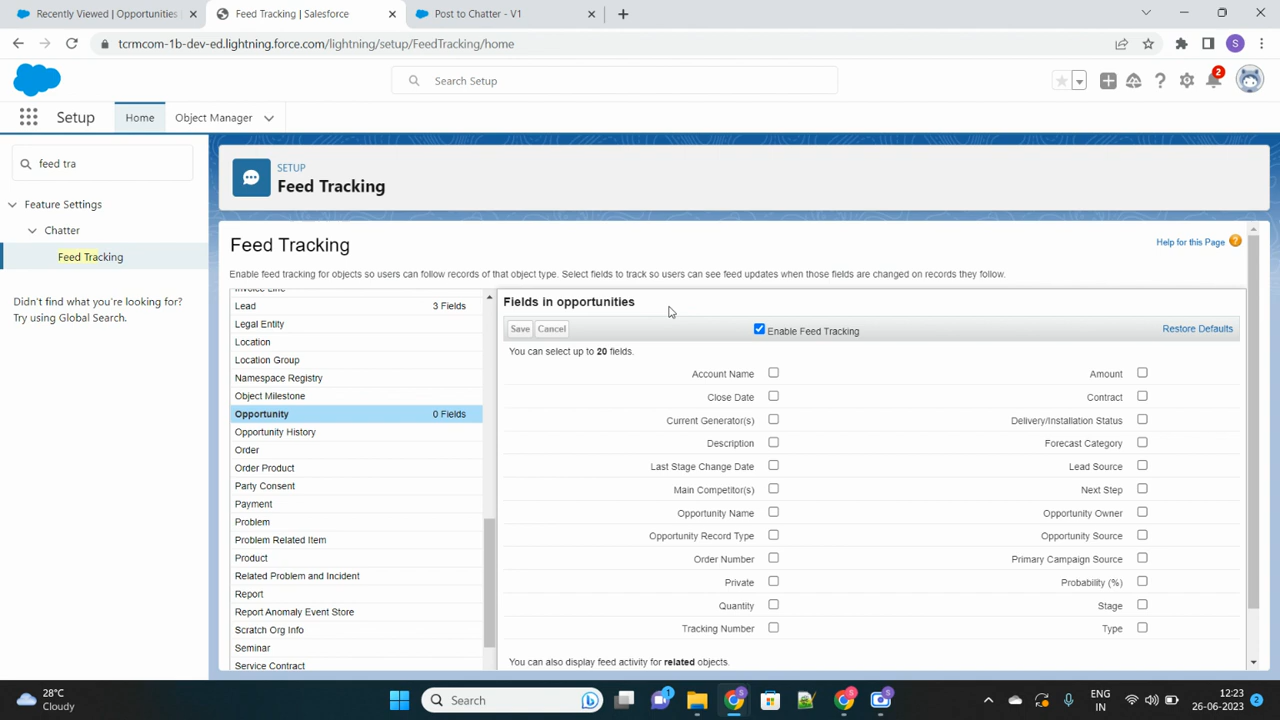 Recently Viewed | Opportunities
Feed Tracking | Salesforce
Post to Chatter - V1
tcrmcom-1b-dev-ed.lightning.force.com/lightning/setup/FeedTracking/home
S
Search Setup
2
Setup
Home
Object Manager
feed tra
Feature Settings
Chatter
Feed Tracking
Didn't find what you're looking for?
Try using Global Search.
SETUP
Feed Tracking
Feed Tracking
Help for this Page
Enable feed tracking for objects so users can follow records of that object type. Select fields to track so users can see feed updates when those fields are changed on records they follow.
Invoice Line
Lead 3 Fields
Legal Entity
Location
Location Group
Namespace Registry
Object Milestone
Opportunity 0 Fields
Opportunity History
Order
Order Product
Party Consent
Payment
Problem
Problem Related Item
Product
Related Problem and Incident
Report
Report Anomaly Event Store
Scratch Org Info
Seminar
Service Contract
Fields in opportunities
Save Cancel Enable Feed Tracking Restore Defaults
You can select up to 20 fields.
Account Name Amount
Close Date Contract
Current Generator(s) Delivery/Installation Status
Description Forecast Category
Last Stage Change Date Lead Source
Main Competitor(s) Next Step
Opportunity Name Opportunity Owner
Opportunity Record Type Opportunity Source
Order Number Primary Campaign Source
Private Probability (%)
Quantity Stage
Tracking Number Type
You can also display feed activity for related objects.
28°C
Cloudy
Search
1
ENG
IN
12:23
26-06-2023
2